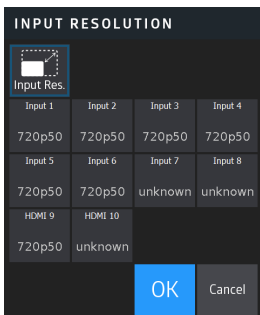 INPUT RESOLUTION
Input Res.
Input 1 Input 2 Input 3 Input 4
720p50 720p50 720p50 720p50
Input 5 Input 6 Input 7 Input 8
720p50 720p50 unknown unknown
HDMI 9 HDMI 10
720p50 unknown
OK Cancel